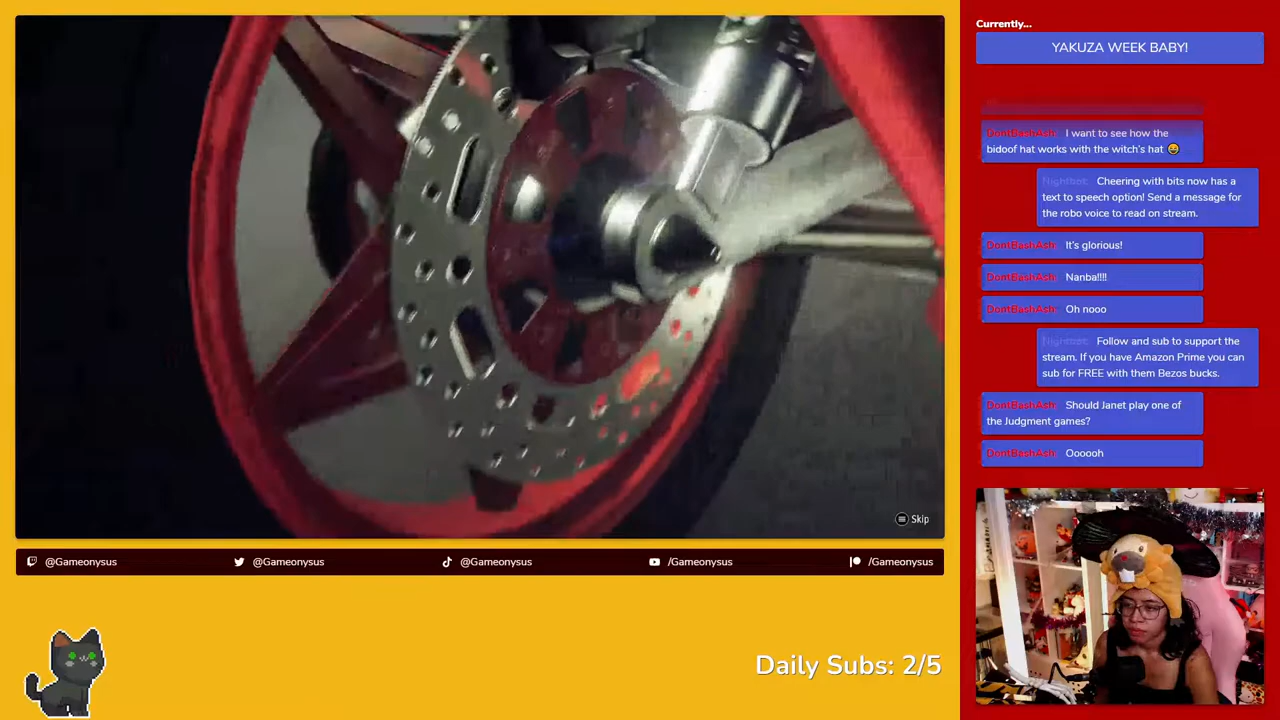 Currently...
YAKUZA WEEK BABY!
DontBashAsh: I want to see how the
bidoof hat works with the witch's hat 😆
Nightbot: Cheering with bits now has a
text to speech option! Send a message for
the robo voice to read on stream.
DontBashAsh: It's glorious!
DontBashAsh: Nanba!!!!
DontBashAsh: Oh nooo
Nightbot: Follow and sub to support the
stream. If you have Amazon Prime you can
sub for FREE with them Bezos bucks.
DontBashAsh: Should Janet play one of
the Judgment games?
DontBashAsh: Oooooh
Skip
@Gameonysus
@Gameonysus
@Gameonysus
/Gameonysus
/Gameonysus
Daily Subs: 2/5